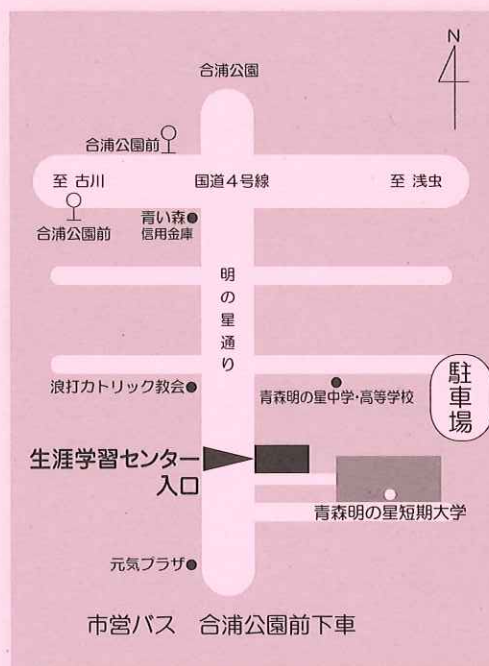 合浦公園
N
合浦公園前
至 古川
国道4号線
至 浅虫
合浦公園前
青い森
信用金庫
明の星通り
浪打カトリック教会
青森明の星中学・高等学校
駐車場
生涯学習センター
入口
青森明の星短期大学
元気プラザ
市営バス 合浦公園前下車